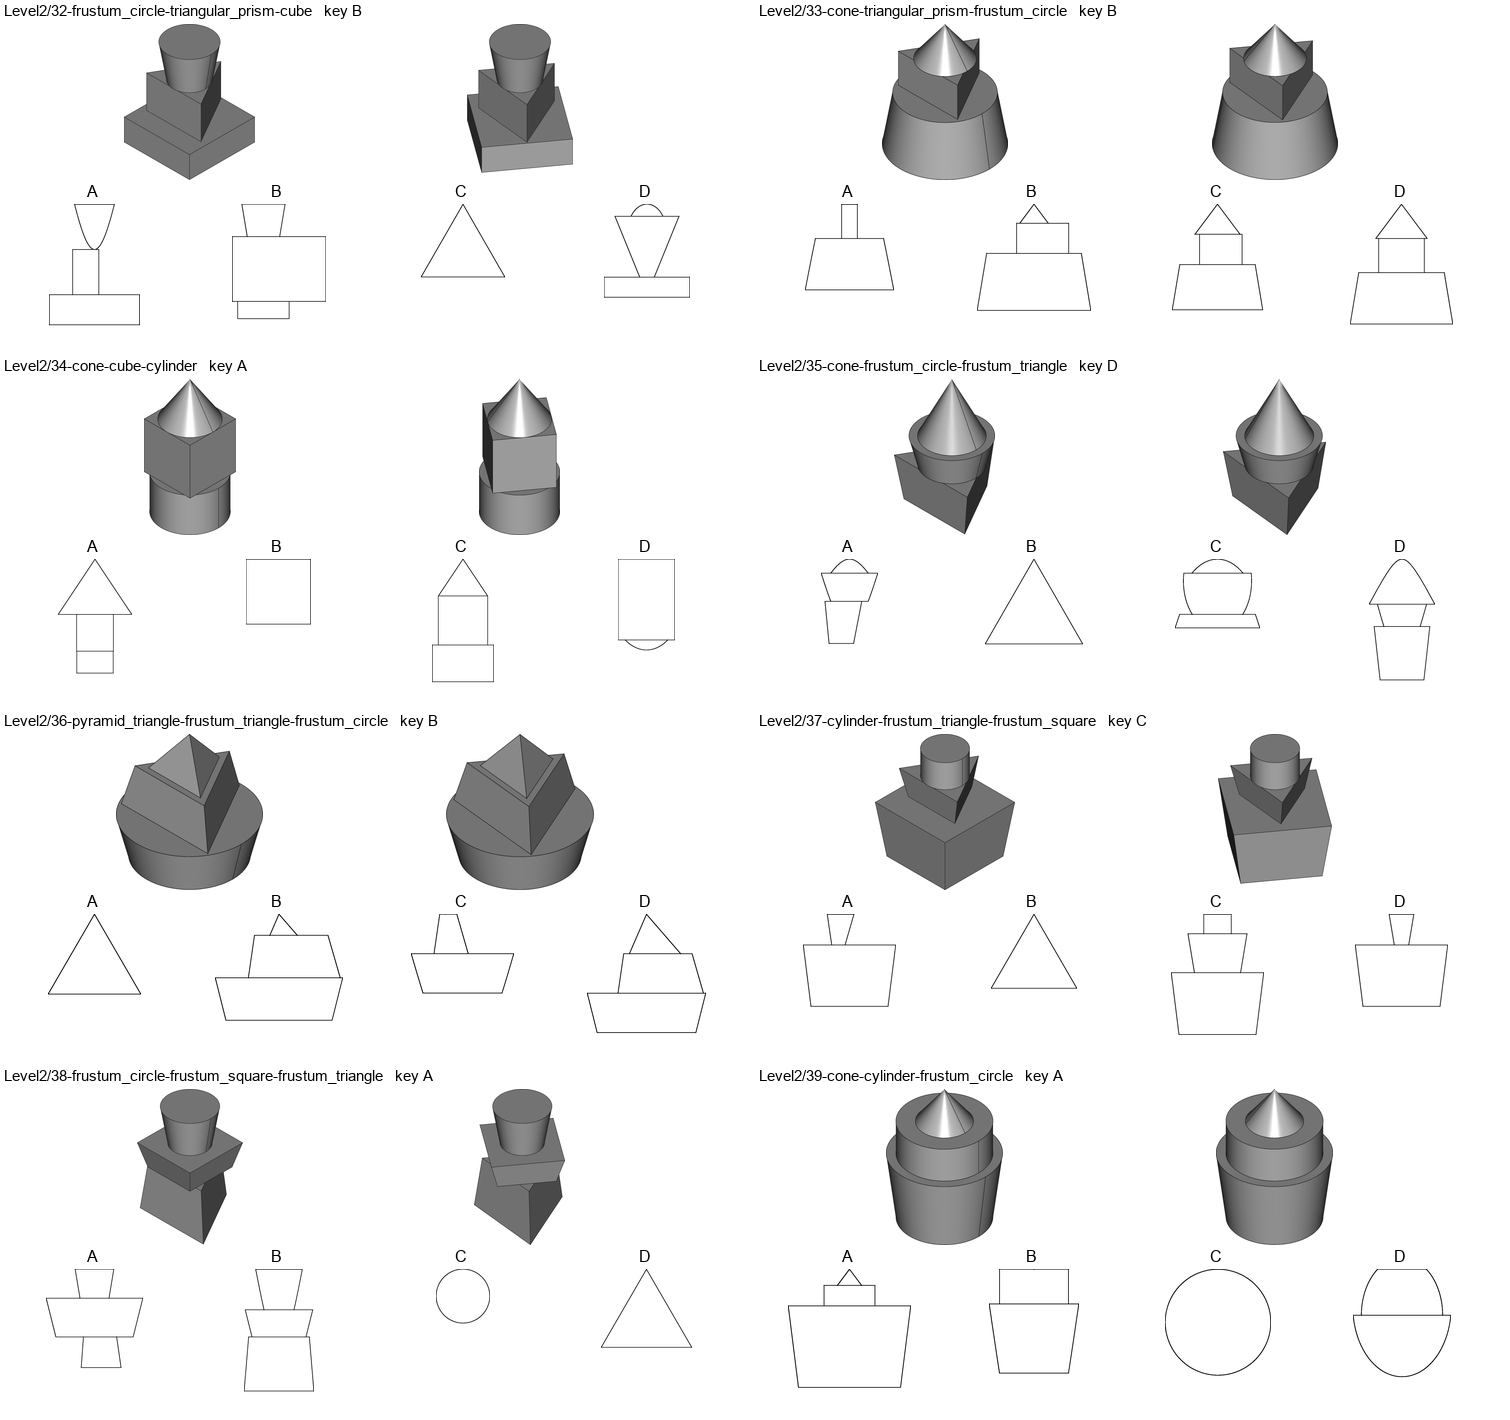 Level2/32-frustum_circle-triangular_prism-cube key B
Level2/33-cone-triangular_prism-frustum_circle key B
A B C D
A B C D
Level2/34-cone-cube-cylinder key A
Level2/35-cone-frustum_circle-frustum_triangle key D
A B C D
A B C D
Level2/36-pyramid_triangle-frustum_triangle-frustum_circle key B
Level2/37-cylinder-frustum_triangle-frustum_square key C
A B C D
A B C D
Level2/38-frustum_circle-frustum_square-frustum_triangle key A
Level2/39-cone-cylinder-frustum_circle key A
A B C D
A B C D